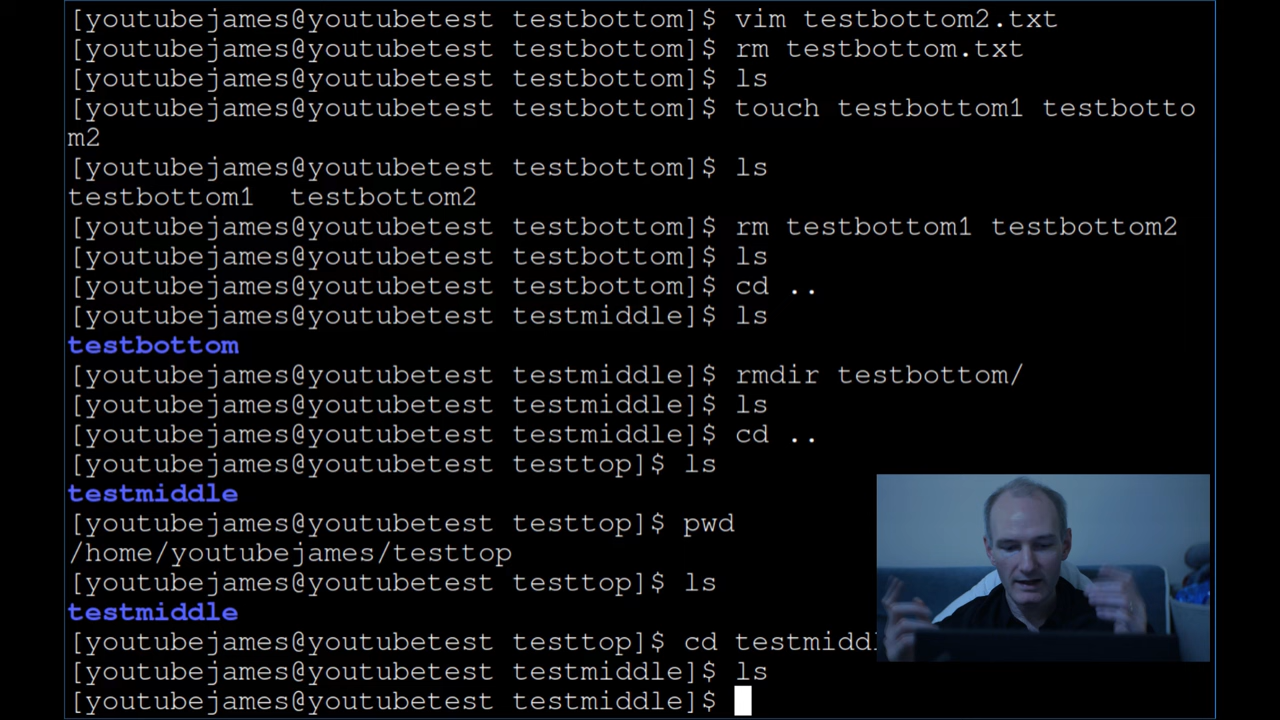 [youtubejames@youtubetest testbottom]$ vim testbottom2.txt
[youtubejames@youtubetest testbottom]$ rm testbottom.txt
[youtubejames@youtubetest testbottom]$ ls
[youtubejames@youtubetest testbottom]$ touch testbottom1 testbotto
m2
[youtubejames@youtubetest testbottom]$ ls
testbottom1  testbottom2
[youtubejames@youtubetest testbottom]$ rm testbottom1 testbottom2
[youtubejames@youtubetest testbottom]$ ls
[youtubejames@youtubetest testbottom]$ cd ..
[youtubejames@youtubetest testmiddle]$ ls
testbottom
[youtubejames@youtubetest testmiddle]$ rmdir testbottom/
[youtubejames@youtubetest testmiddle]$ ls
[youtubejames@youtubetest testmiddle]$ cd ..
[youtubejames@youtubetest testtop]$ ls
testmiddle
[youtubejames@youtubetest testtop]$ pwd
/home/youtubejames/testtop
[youtubejames@youtubetest testtop]$ ls
testmiddle
[youtubejames@youtubetest testtop]$ cd testmiddl
[youtubejames@youtubetest testmiddle]$ ls
[youtubejames@youtubetest testmiddle]$